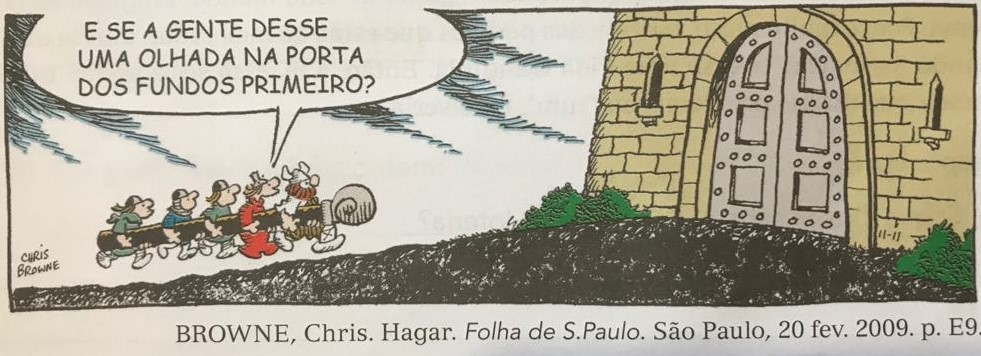 E SE A GENTE DESSE
UMA OLHADA NA PORTA
DOS FUNDOS PRIMEIRO?
CHRIS
BROWNE
11-11
BROWNE, Chris. Hagar. Folha de S.Paulo. São Paulo, 20 fev. 2009. p. E9.